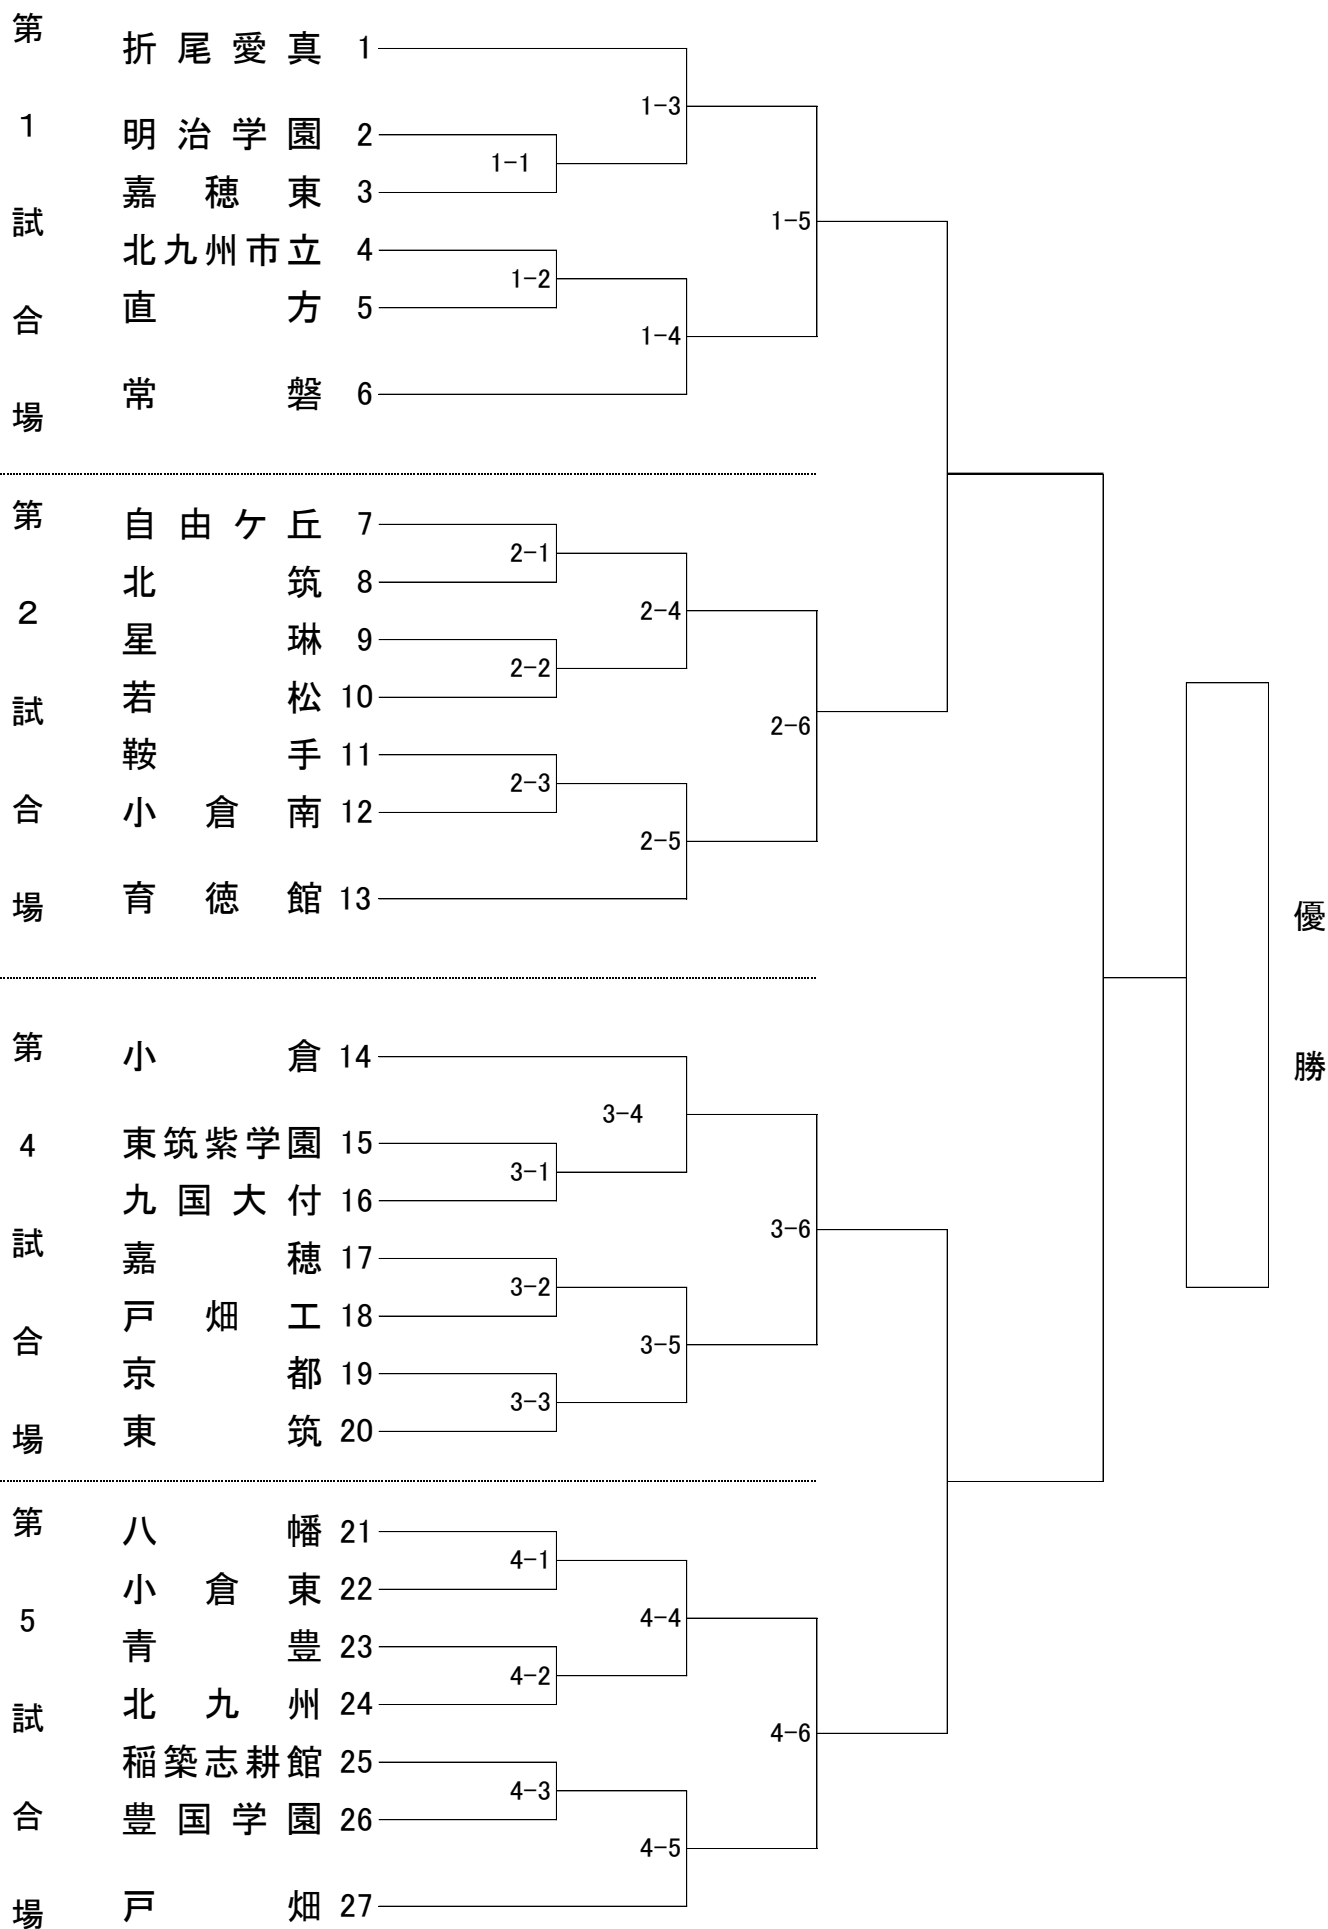 第1試合場
折尾愛真 1
1-3
明治学園 2
1-1
嘉穂東 3
1-5
北九州市立 4
1-2
直方 5
1-4
常磐 6
第2試合場
自由ケ丘 7
2-1
北筑 8
2-4
星琳 9
2-2
若松 10
2-6
鞍手 11
2-3
小倉南 12
2-5
育徳館 13
優勝
第4試合場
小倉 14
3-4
東筑紫学園 15
3-1
九国大付 16
3-6
嘉穂 17
3-2
戸畑工 18
3-5
京都 19
3-3
東筑 20
第5試合場
八幡 21
4-1
小倉東 22
4-4
青豊 23
4-2
北九州 24
4-6
稲築志耕館 25
4-3
豊国学園 26
4-5
戸畑 27